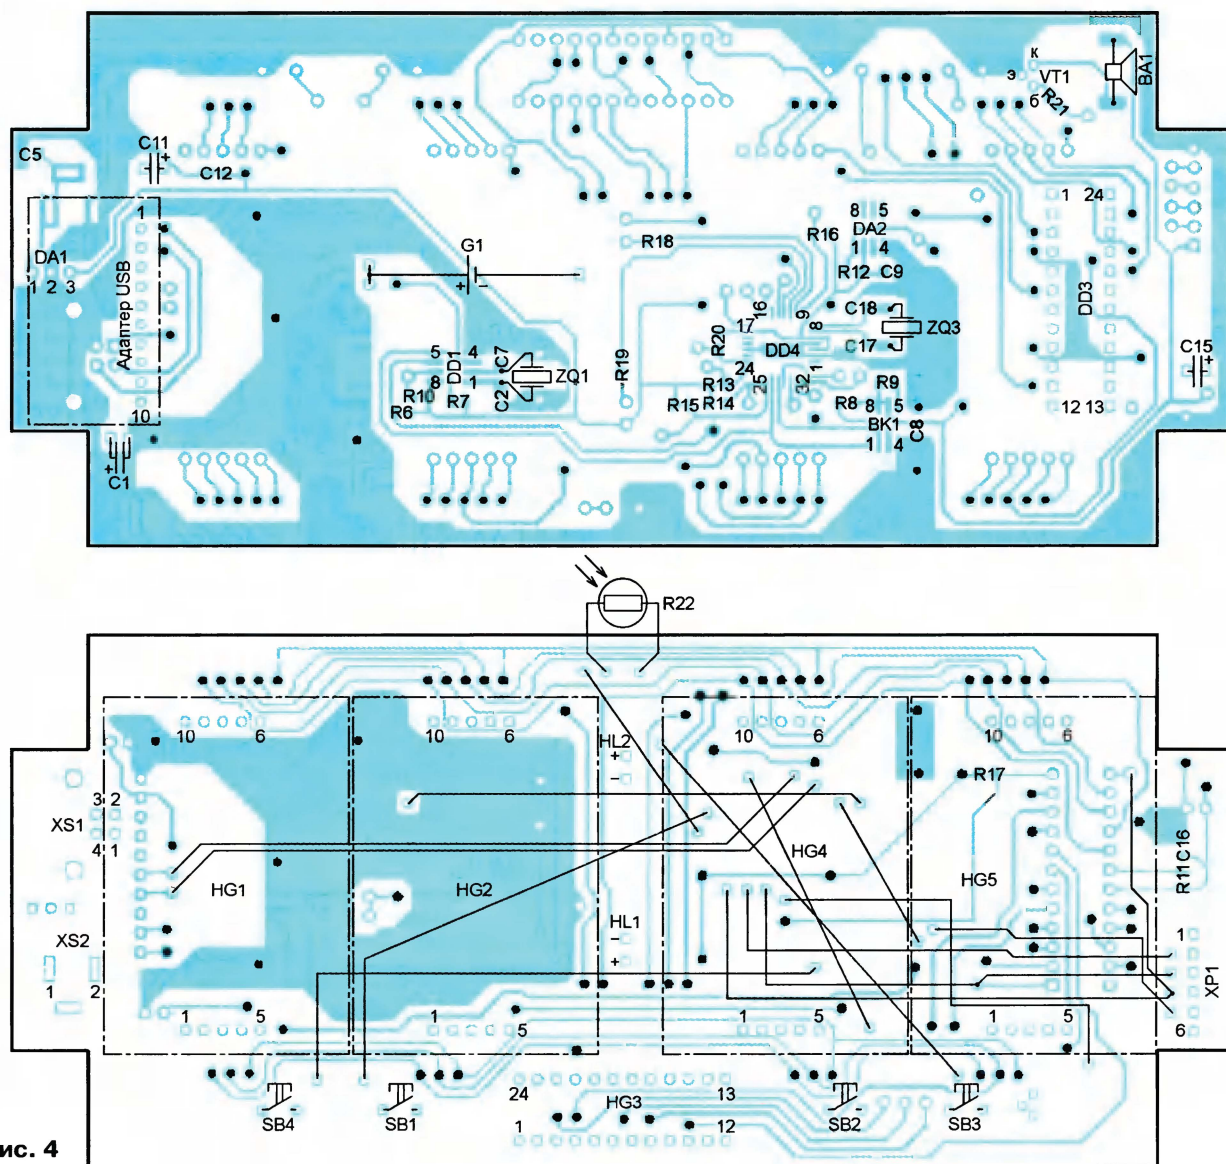 к
э VT1
б R21
BA1
C5
C11
+
C12
1 24
8 5
DA2
1 4
R16
R18
G1
+ −
DA1
1 2 3
1
Адаптер USB
10
R12 C9
16
9
C18
ZQ3
C17
17
8
R20
DD4
24
25
32
1
DD3
C15
+
5 4
DD1
8 1
C7
ZQ1
C2
R10
R7
R6
R19
R13
R15 R14
R9
R8 8 5
BK1
1 4
C8
12 13
+
C1
R22
10 6
10 6
HL2
+
−
10 6
10 6
R17
3 2
XS1
4 1
HG1
HG2
HG4
HG5
R11 C16
XS2
1 2
HL1
−
+
1
XP1
6
1 5
1 5
1 5
1 5
24 13
HG3
1 12
SB4
SB1
SB2
SB3
ис. 4